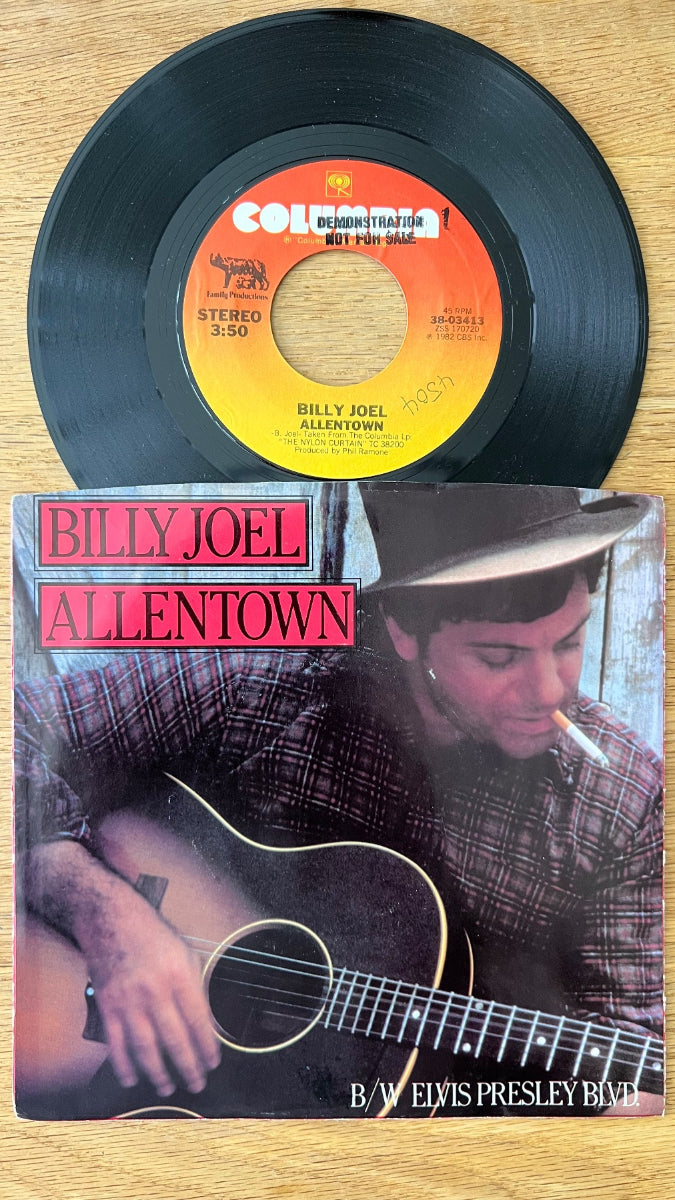 COLUMBIA
DEMONSTRATION
NOT FOR SALE
℗ Colum
Family Productions
STEREO
3:50
45 RPM
38-03413
ZSS 170720
℗ 1982 CBS Inc.
4504
BILLY JOEL
ALLENTOWN
-B. Joel- Taken From The Columbia Lp:
"THE NYLON CURTAIN" TC 38200
Produced by Phil Ramone
BILLY JOEL
ALLENTOWN
B/W ELVIS PRESLEY BLVD.